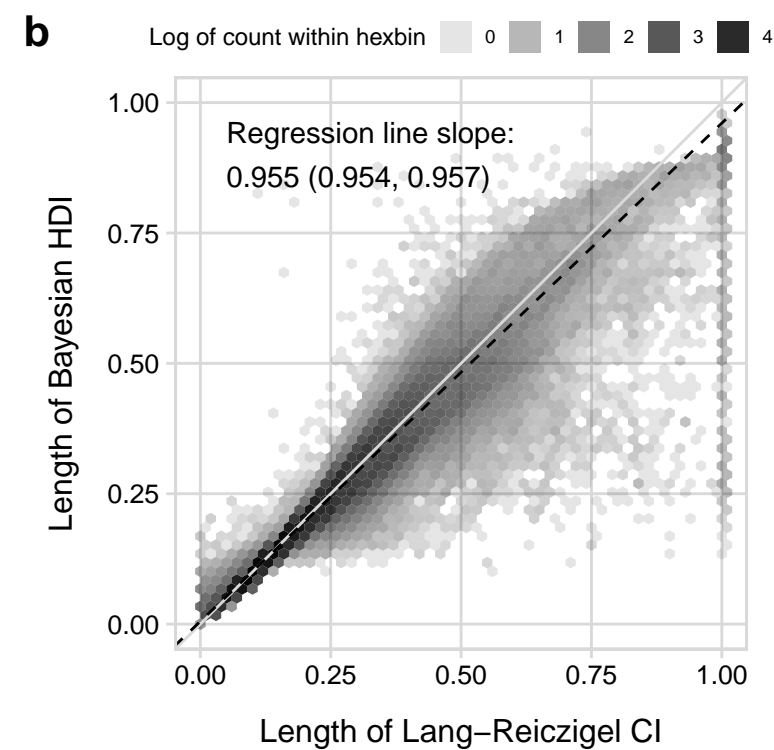 b
Log of count within hexbin 0 1 2 3 4
Regression line slope:
0.955 (0.954, 0.957)
1.00
0.75
0.50
0.25
0.00
Length of Bayesian HDI
0.00 0.25 0.50 0.75 1.00
Length of Lang−Reiczigel CI